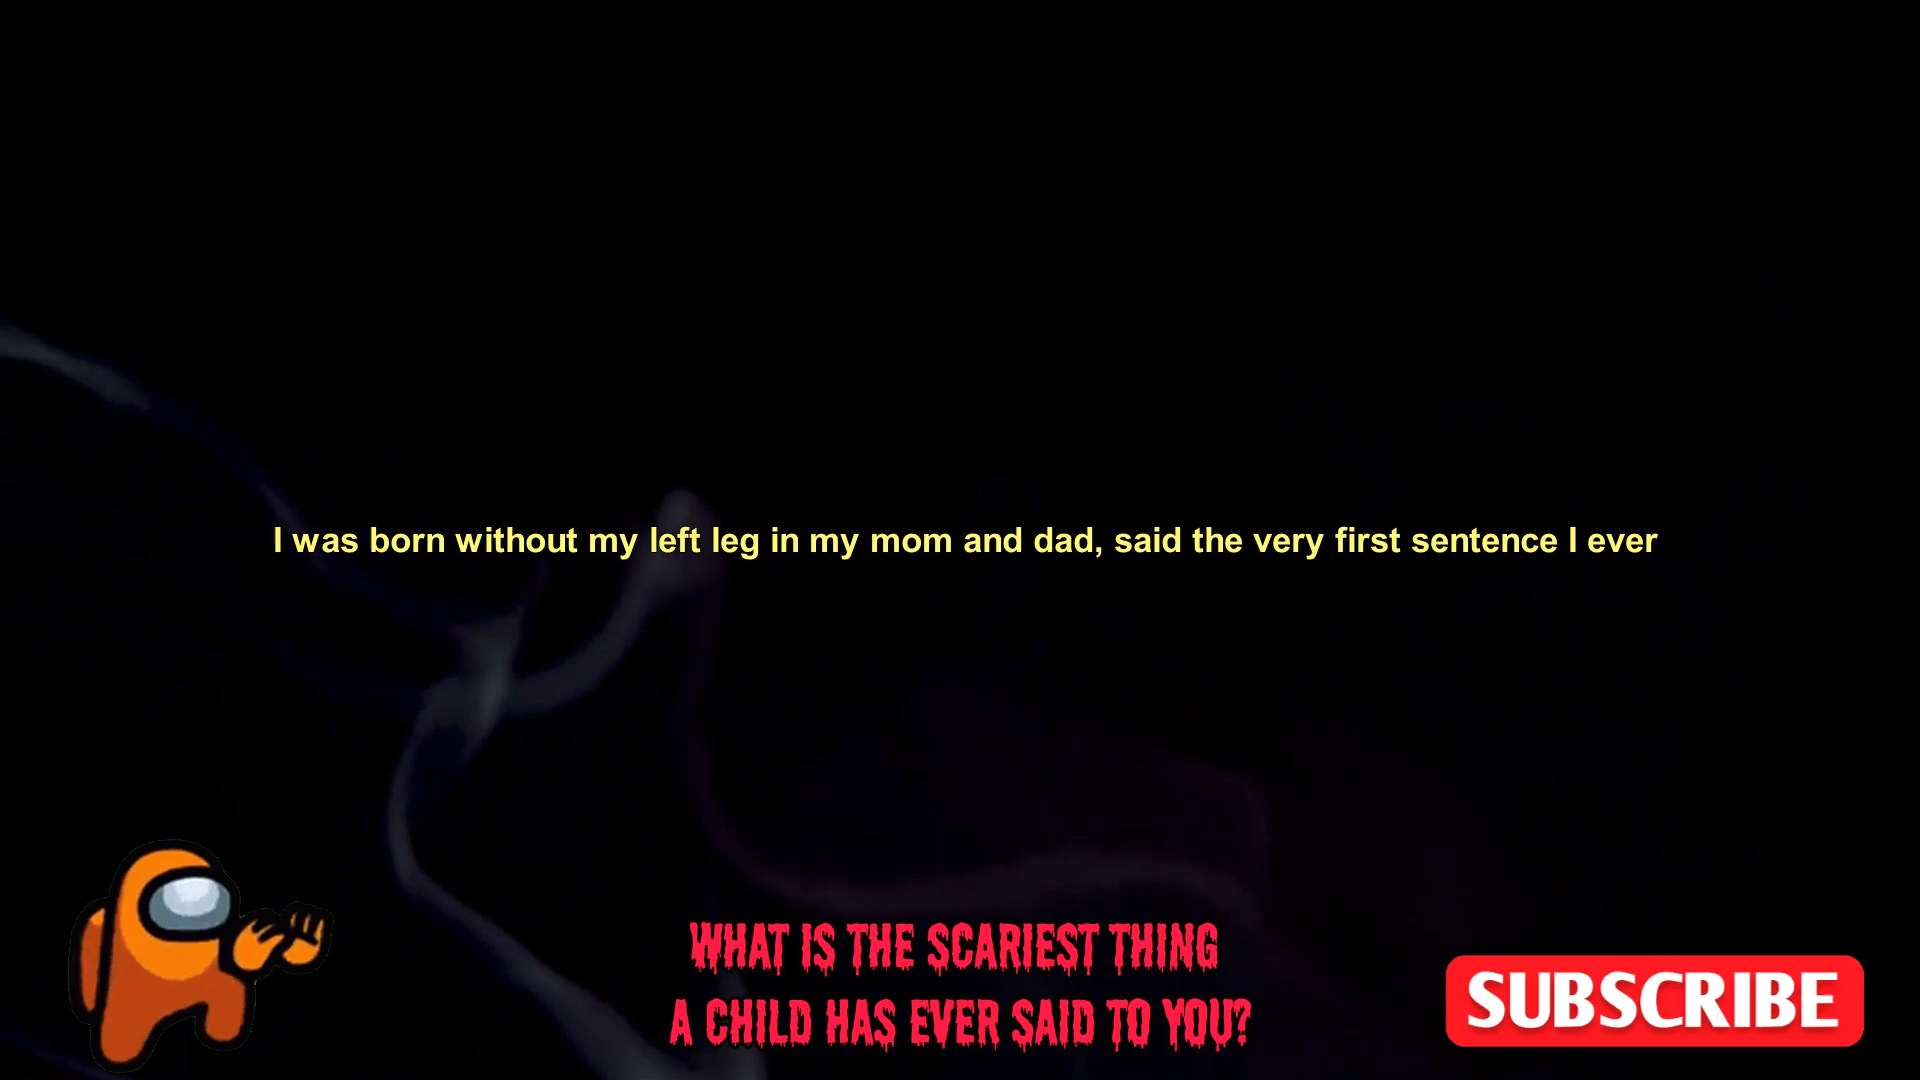 I was born without my left leg in my mom and dad, said the very first sentence I ever
WHAT IS THE SCARIEST THING
A CHILD HAS EVER SAID TO YOU?
SUBSCRIBE